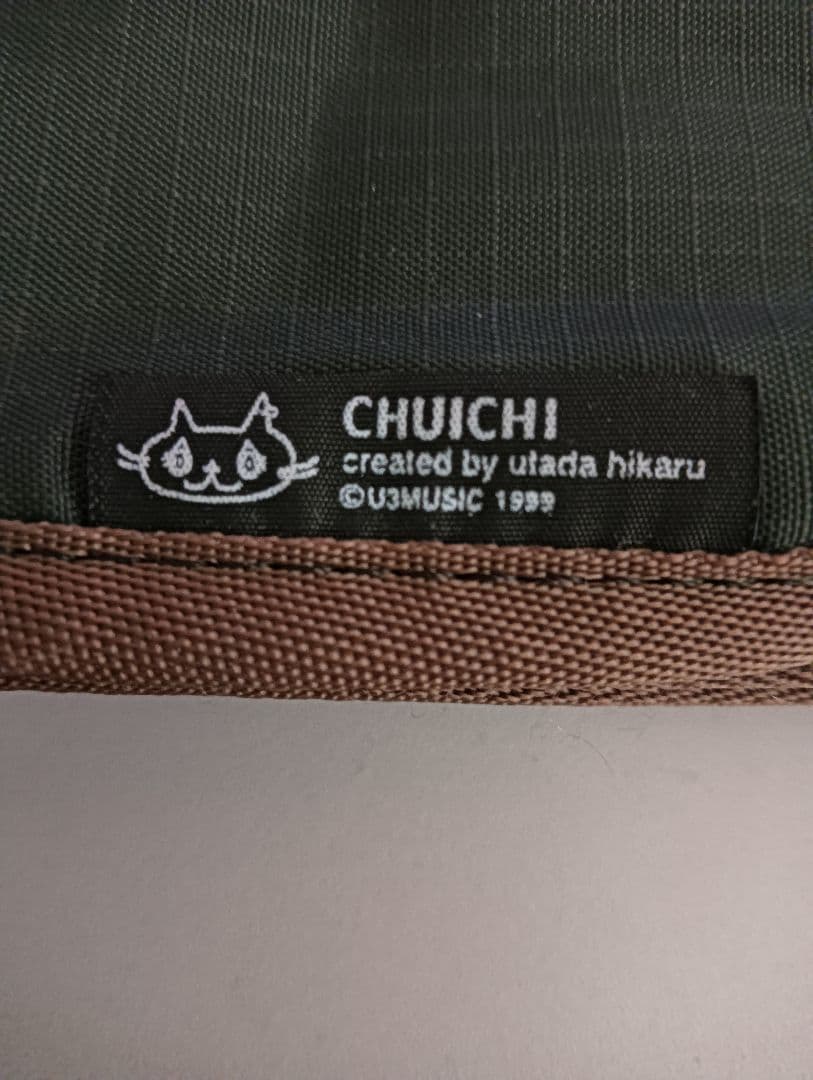 CHUICHI
created by utada hikaru
©U3MUSIC 1999